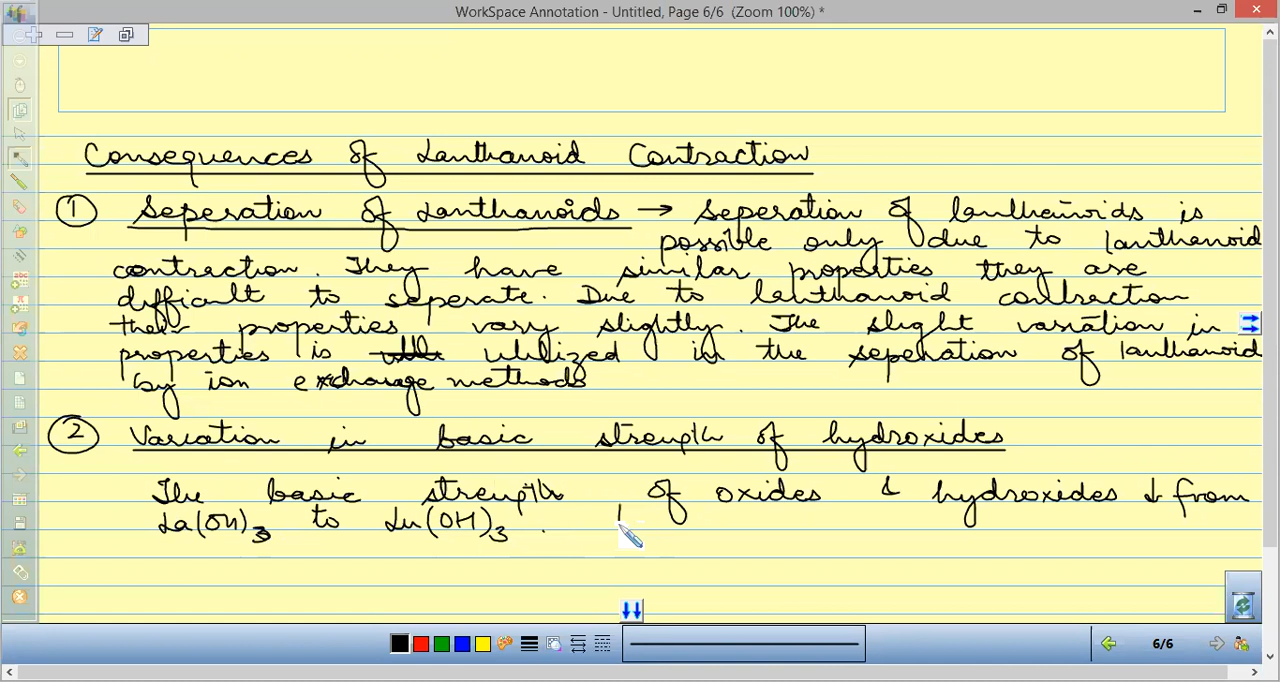 WorkSpace Annotation - Untitled, Page 6/6 (Zoom 100%) *
Consequences of Lanthanoid Contraction
① Seperation of Lanthanoids → Seperation of lanthanoids is
possible only due to lanthanoid
contraction. They have similar properties they are
difficult to seperate. Due to lanthanoid contraction
their properties vary slightly. The slight variation in
properties is utilized in the seperation of lanthanoid
by ion exchange methods
② Variation in basic strength of hydroxides
The basic strength of oxides & hydroxides ↓ from
La(OH)3 to Lu(OH)3.
6/6